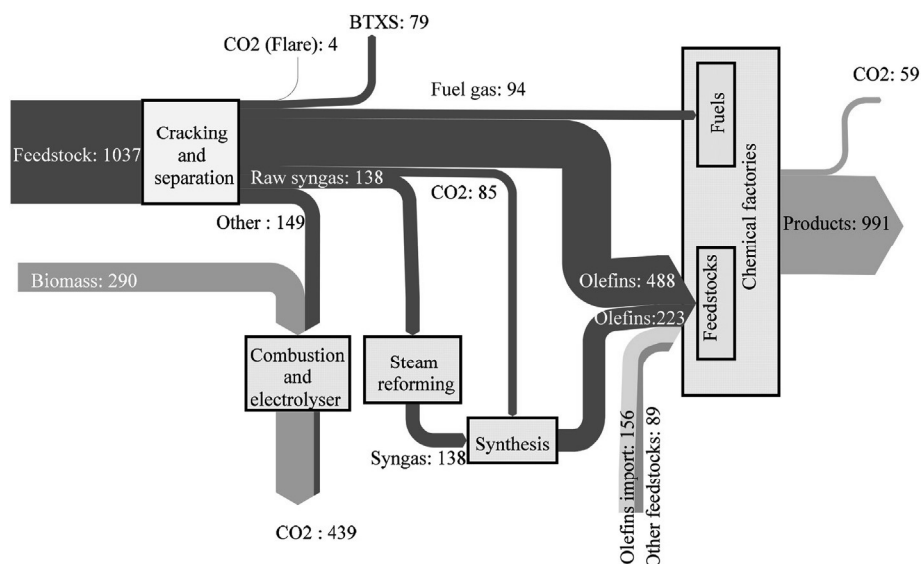 BTXS: 79
CO2 (Flare): 4
CO2: 59
Fuel gas: 94
Fuels
Cracking
and
separation
Feedstock: 1037
Raw syngas: 138
CO2: 85
Other : 149
Chemical factories
Products: 991
Biomass: 290
Olefins: 488
Feedstocks
Olefins:223
Combustion
and
electrolyser
Steam
reforming
Synthesis
Syngas: 138
Olefins import: 156
Other feedstocks: 89
CO2 : 439